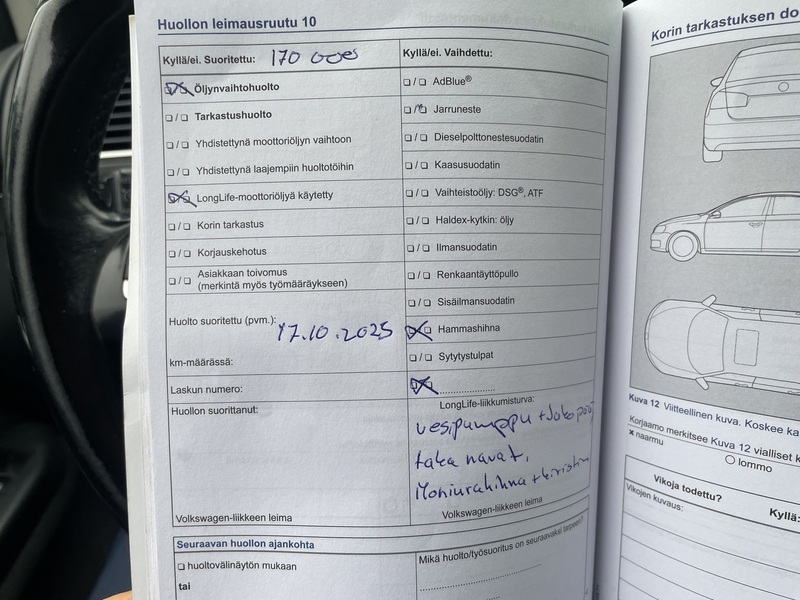 Huollon leimausruutu 10
Kyllä/ei. Suoritettu: 170 000
☒ Öljynvaihtohuolto
❏ / ❏ Tarkastushuolto
❏ / ❏ Yhdistettynä moottoriöljyn vaihtoon
❏ / ❏ Yhdistettynä laajempiin huoltotöihin
☒ LongLife-moottoriöljyä käytetty
❏ / ❏ Korin tarkastus
❏ / ❏ Korjauskehotus
❏ / ❏ Asiakkaan toivomus
(merkintä myös työmääräykseen)
Huolto suoritettu (pvm.): 17.10.2025
km-määrässä:
Laskun numero:
Huollon suorittanut:
Volkswagen-liikkeen leima
Kyllä/ei. Vaihdettu:
❏ / ❏ AdBlue®
❏ / ❏ Jarruneste
❏ / ❏ Dieselpolttonestesuodatin
❏ / ❏ Kaasusuodatin
❏ / ❏ Vaihteistoöljy: DSG®, ATF
❏ / ❏ Haldex-kytkin: öljy
❏ / ❏ Ilmansuodatin
❏ / ❏ Renkaantäyttöpullo
❏ / ❏ Sisäilmansuodatin
☒ Hammashihna
❏ / ❏ Sytytystulpat
☒ ....................
LongLife-liikkumisturva:
vesipumppu +
taka navat,
Moniurahihna + kiristin
Volkswagen-liikkeen leima
Seuraavan huollon ajankohta
❏ huoltovälinäytön mukaan
tai
Mikä huolto/työsuoritus on seuraavaksi tarpeen?
Korin tarkastuksen do
Kuva 12 Viitteellinen kuva. Koskee ka
Korjaamo merkitsee Kuva 12 vialliset k
× naarmu
○ lommo
Vikoja todettu?
Kyllä:
Vikojen kuvaus: